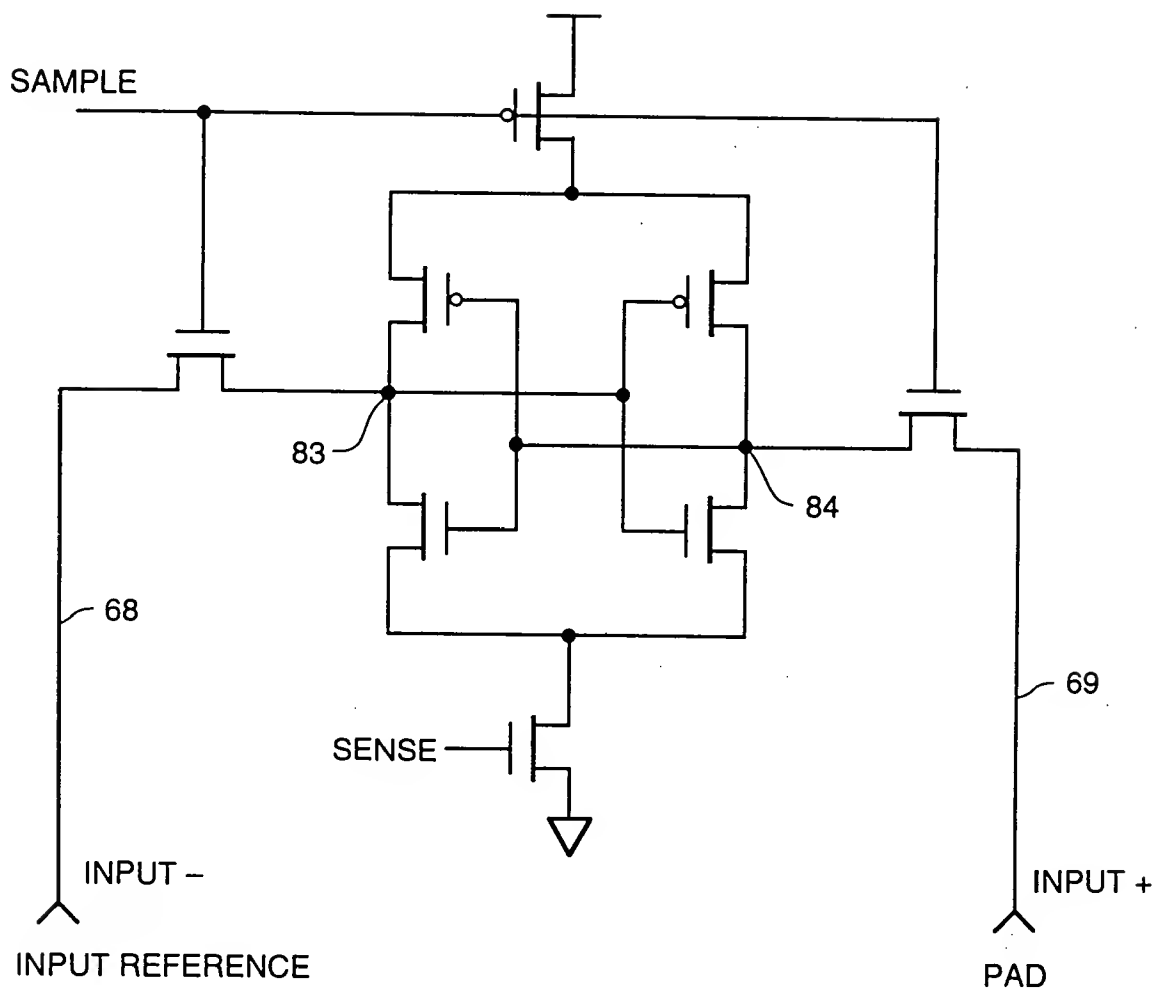 SAMPLE
83
84
68
69
SENSE
INPUT –
INPUT +
INPUT REFERENCE
PAD